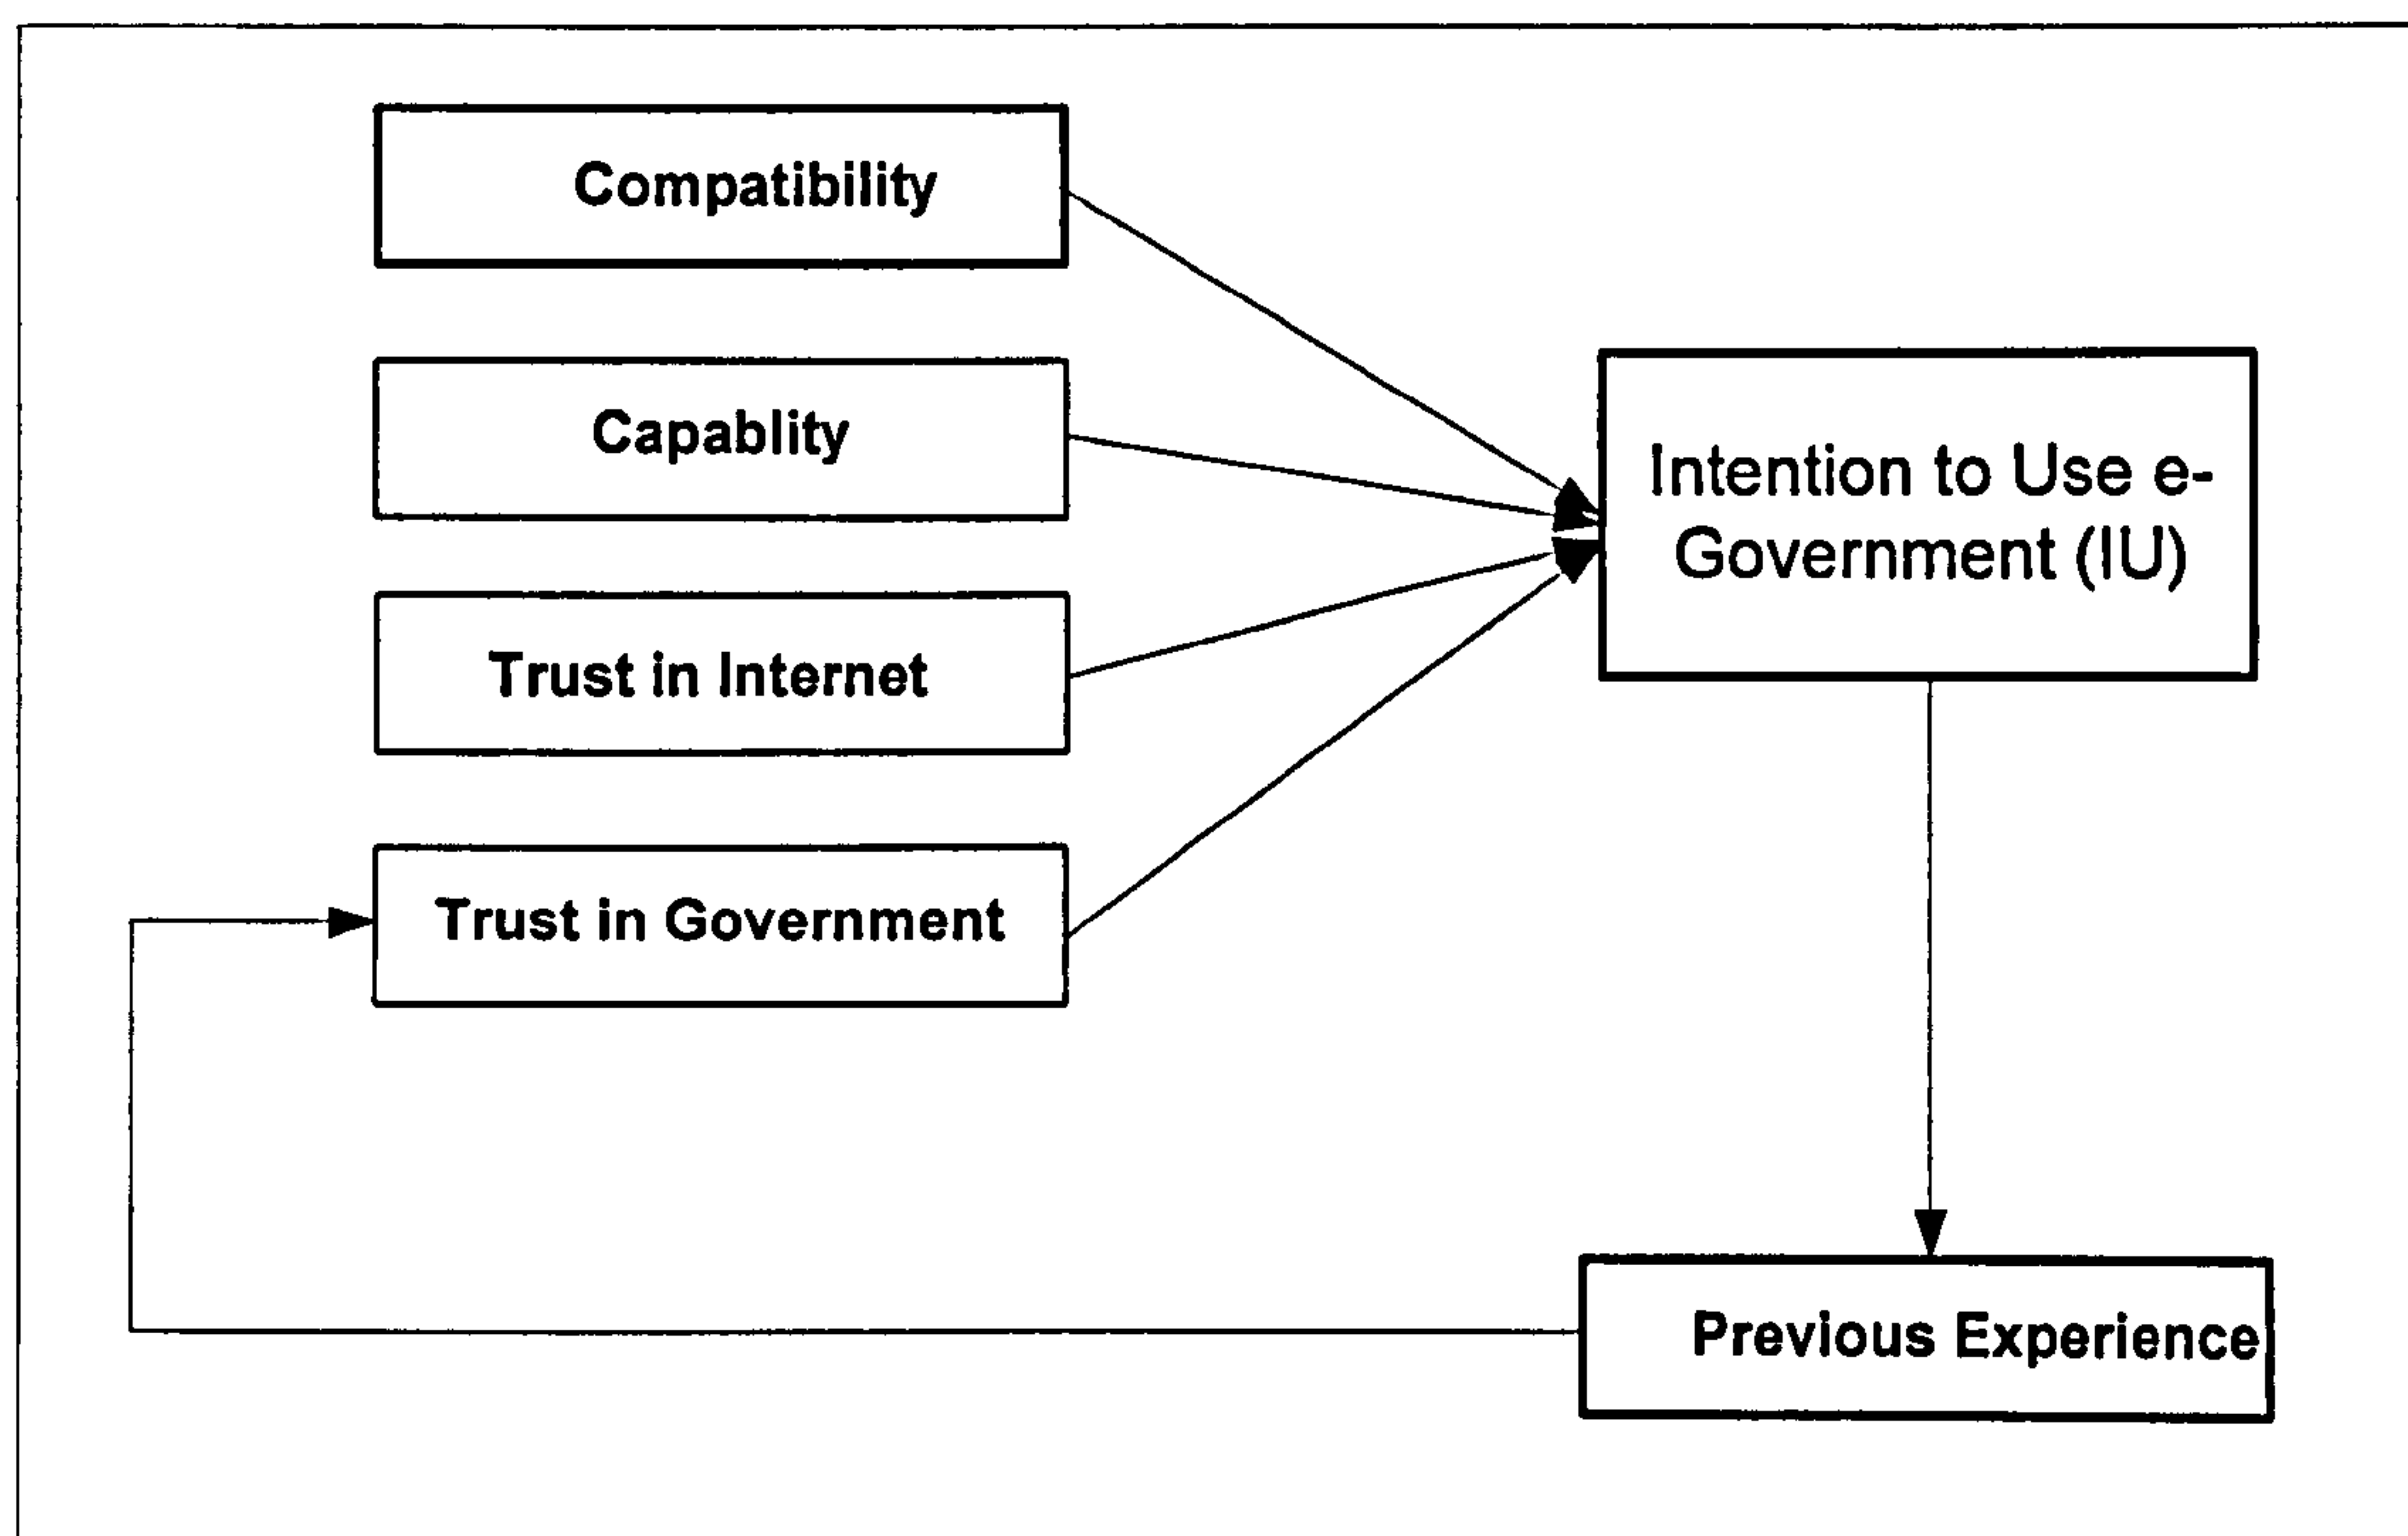 Compatibility
Capablity
Trust in Internet
Trust in Government
Intention to Use e-
Government (IU)
Previous Experience